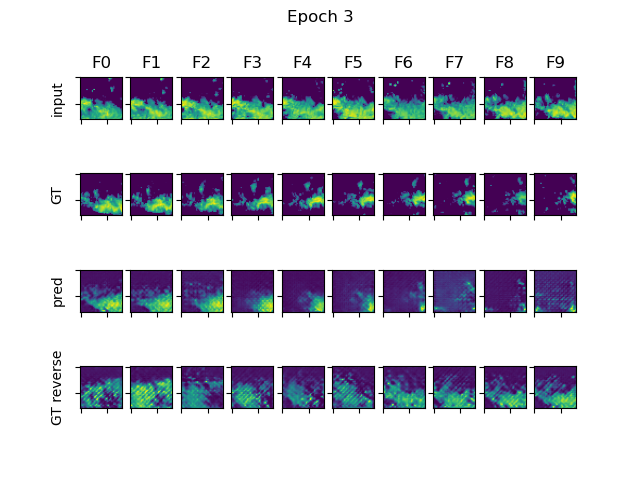 Epoch 3
F0 F1 F2 F3 F4 F5 F6 F7 F8 F9
input
GT
pred
GT reverse